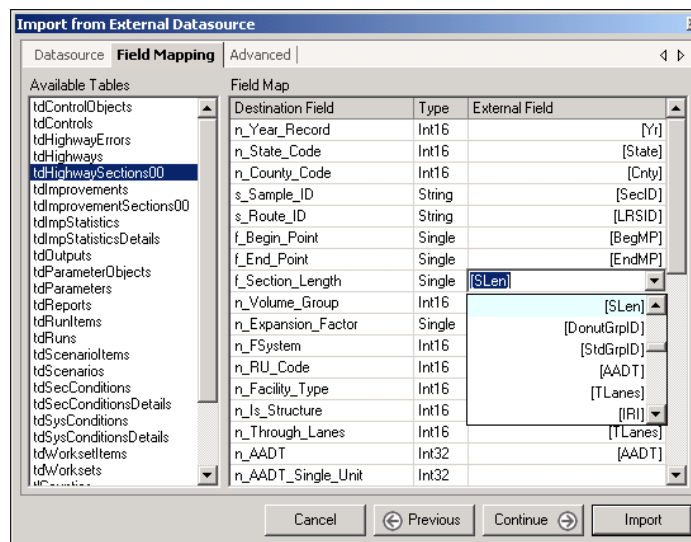 Import from External Datasource
Datasource Field Mapping Advanced
Available Tables
tdControlObjects
tdControls
tdHighwayErrors
tdHighways
tdHighwaySections00
tdImprovements
tdImprovementSections00
tdImpStatistics
tdImpStatisticsDetails
tdOutputs
tdParameterObjects
tdParameters
tdReports
tdRunItems
tdRuns
tdScenarioItems
tdScenarios
tdSecConditions
tdSecConditionsDetails
tdSysConditions
tdSysConditionsDetails
tdWorksetItems
tdWorksets
Field Map
Destination Field Type External Field
n_Year_Record Int16 [Yr]
n_State_Code Int16 [State]
n_County_Code Int16 [Cnty]
s_Sample_ID String [SecID]
s_Route_ID String [LRSID]
f_Begin_Point Single [BegMP]
f_End_Point Single [EndMP]
f_Section_Length Single [SLen]
n_Volume_Group Int16
n_Expansion_Factor Single
n_FSystem Int16
n_RU_Code Int16
n_Facility_Type Int16
n_Is_Structure Int16
n_Through_Lanes Int16 [TLanes]
n_AADT Int32 [AADT]
n_AADT_Single_Unit Int32
[SLen]
[DonutGrpID]
[StdGrpID]
[AADT]
[TLanes]
[IRI]
Cancel Previous Continue Import